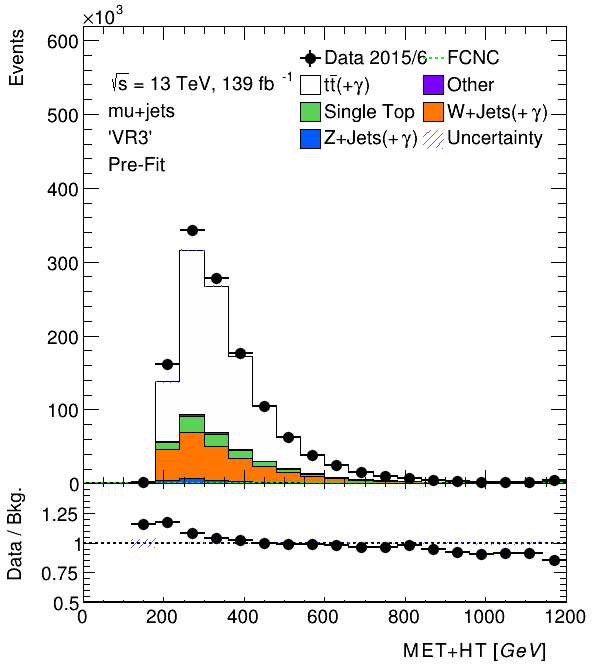 ×10³
Events
600
500
400
300
200
100
0
√s = 13 TeV, 139 fb⁻¹
mu+jets
'VR3'
Pre-Fit
Data 2015/6
FCNC
tt̄(+γ)
Other
Single Top
W+Jets(+γ)
Z+Jets(+γ)
Uncertainty
Data / Bkg.
1.25
1
0.75
0.5
0 200 400 600 800 1000 1200
MET+HT [GeV]